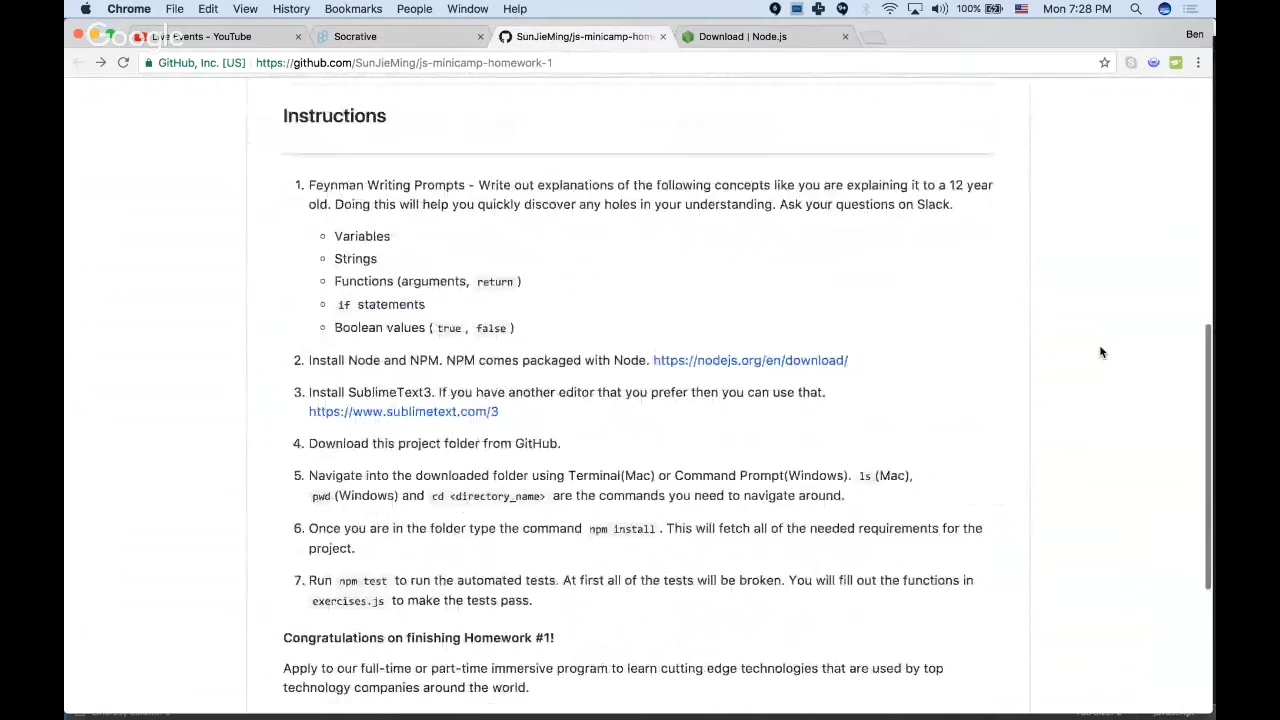 Chrome File Edit View History Bookmarks People Window Help 100% Mon 7:28 PM
Google
Live Events - YouTube Socrative SunJieMing/js-minicamp-home Download | Node.js Ben
GitHub, Inc. [US] https://github.com/SunJieMing/js-minicamp-homework-1
Instructions
1. Feynman Writing Prompts - Write out explanations of the following concepts like you are explaining it to a 12 year
old. Doing this will help you quickly discover any holes in your understanding. Ask your questions on Slack.
Variables
Strings
Functions (arguments, return )
if statements
Boolean values ( true , false )
2. Install Node and NPM. NPM comes packaged with Node. https://nodejs.org/en/download/
3. Install SublimeText3. If you have another editor that you prefer then you can use that.
https://www.sublimetext.com/3
4. Download this project folder from GitHub.
5. Navigate into the downloaded folder using Terminal(Mac) or Command Prompt(Windows). ls (Mac),
pwd (Windows) and cd <directory_name> are the commands you need to navigate around.
6. Once you are in the folder type the command npm install . This will fetch all of the needed requirements for the
project.
7. Run npm test to run the automated tests. At first all of the tests will be broken. You will fill out the functions in
exercises.js to make the tests pass.
Congratulations on finishing Homework #1!
Apply to our full-time or part-time immersive program to learn cutting edge technologies that are used by top
technology companies around the world.